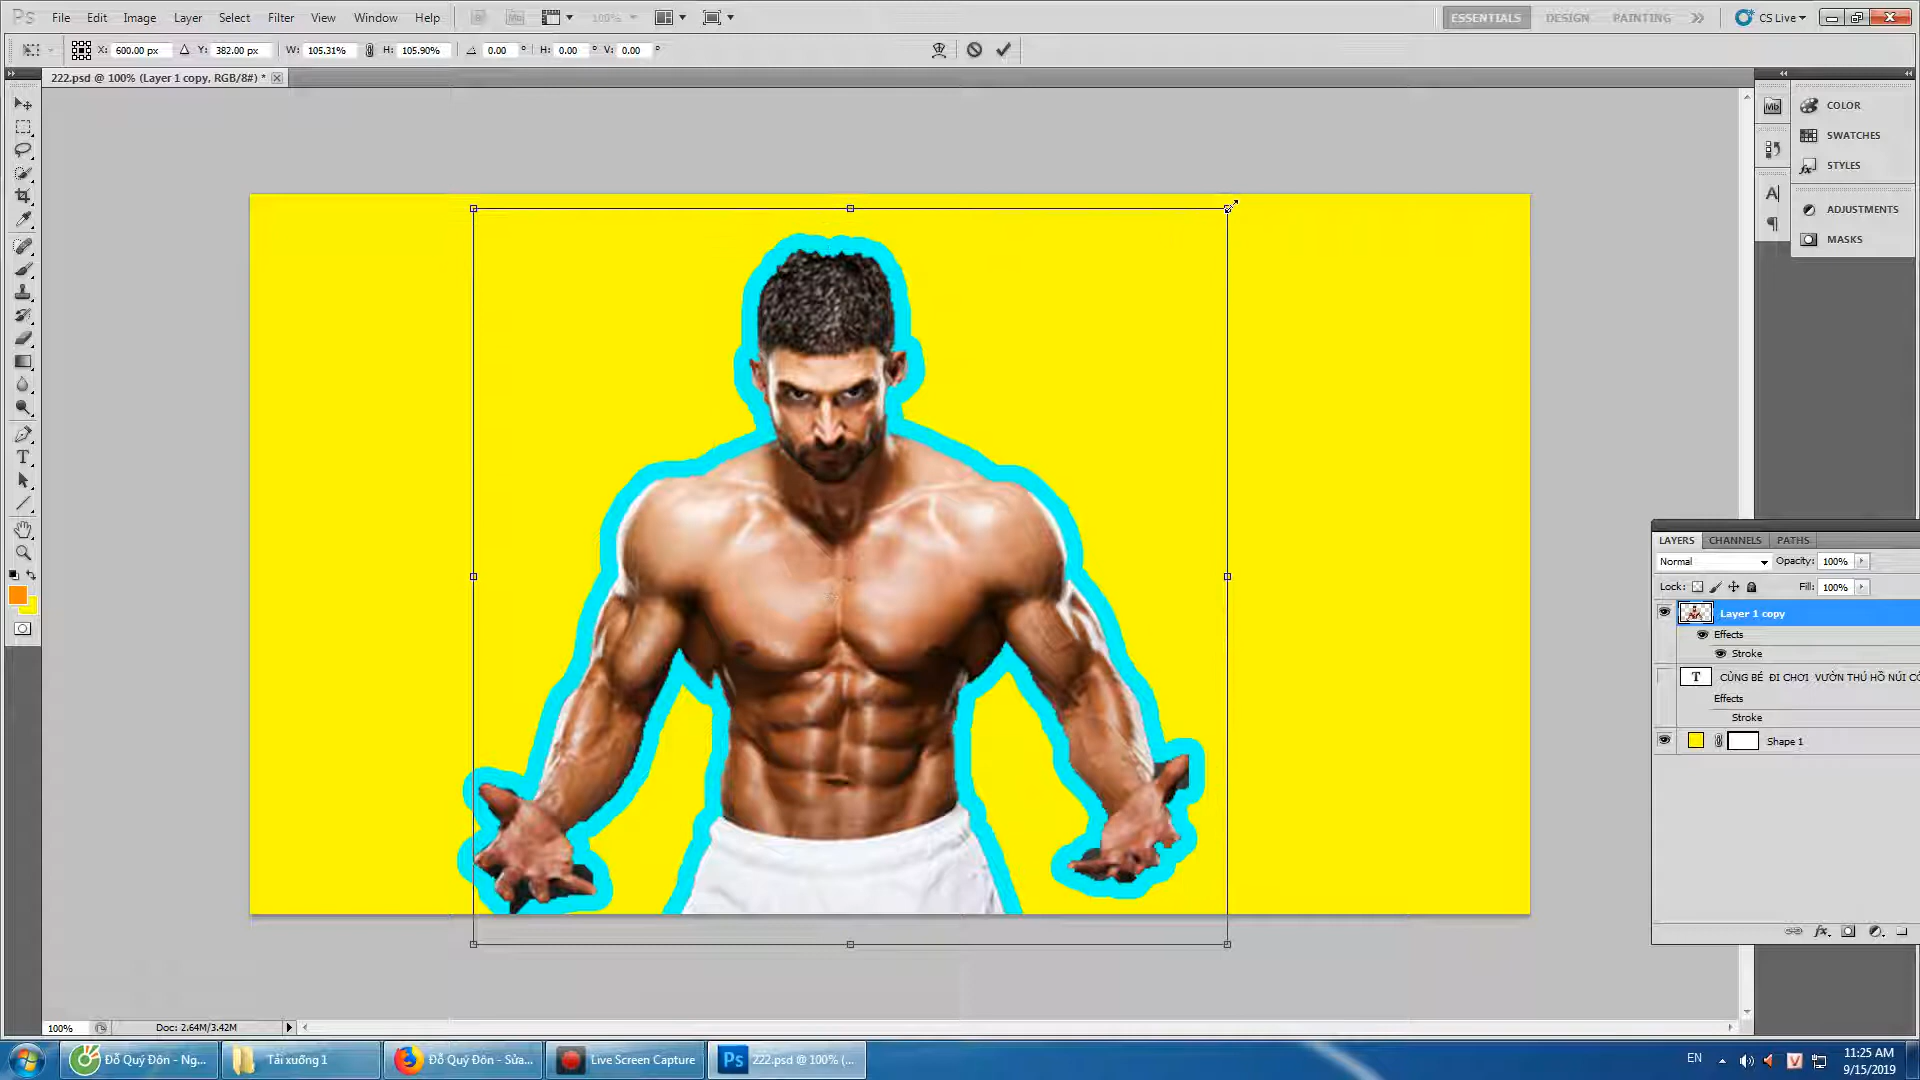 Ps File Edit Image Layer Select Filter View Window Help Br Mb 100% ESSENTIALS DESIGN PAINTING CS Live
X: 600.00 px Y: 382.00 px W: 105.31% H: 105.90% 0.00 ° H: 0.00 ° V: 0.00 °
222.psd @ 100% (Layer 1 copy, RGB/8#) *
Mb COLOR
SWATCHES
STYLES
ADJUSTMENTS
MASKS
LAYERS CHANNELS PATHS
Normal Opacity: 100%
Lock: Fill: 100%
Layer 1 copy
Effects
Stroke
T CÙNG BÉ ĐI CHƠI VƯỜN THÚ HỒ NÚI CỐ
Effects
Stroke
Shape 1
fx
100% Doc: 2.64M/3.42M
Đỗ Quý Đôn - Ng... Tải xuống 1 Đỗ Quý Đôn - Sửa... Live Screen Capture Ps 222.psd @ 100% (... EN V 11:25 AM
9/15/2019